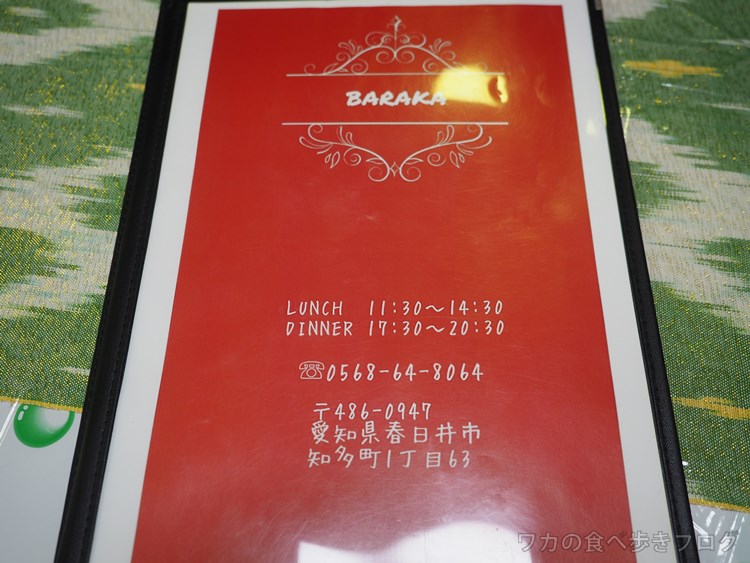 BARAKA
LUNCH 11:30～14:30
DINNER 17:30～20:30
☏0568-64-8064
〒486-0947
愛知県春日井市
知多町1丁目63
ワカの食べ歩きブログ